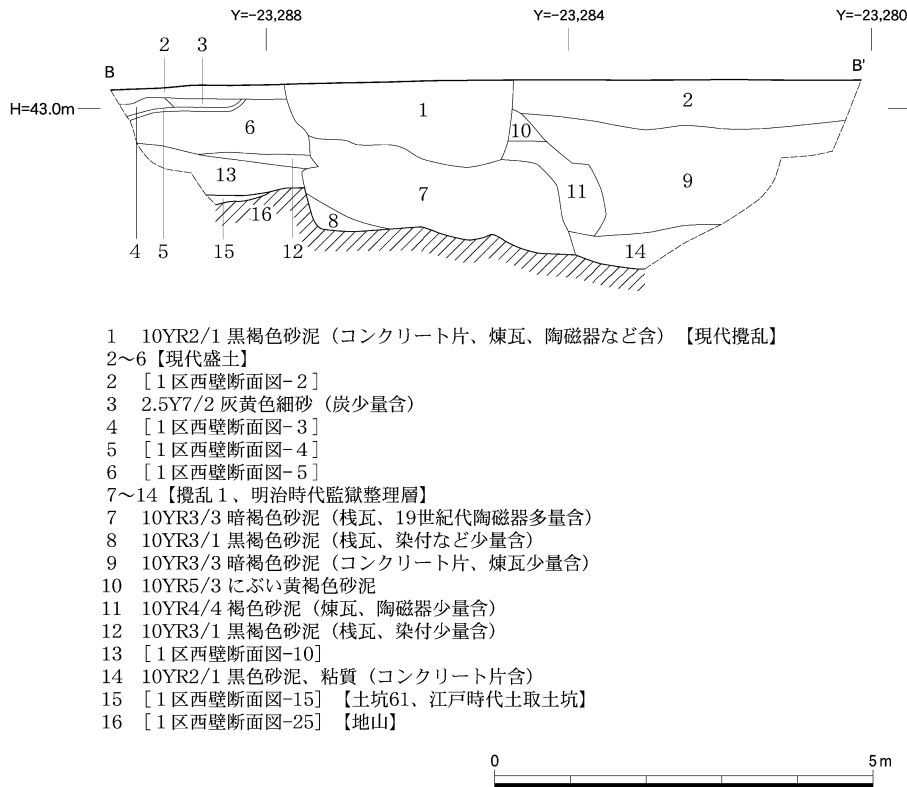 Y=−23,288 Y=−23,284 Y=−23,280
2 3
B B'
H=43.0m
1 2
6 10
13 7 11 9
16 8
4 5 15 12 14
1 10YR2/1 黒褐色砂泥（コンクリート片、煉瓦、陶磁器など含）【現代攪乱】
2〜6【現代盛土】
2 ［１区西壁断面図−２］
3 2.5Y7/2 灰黄色細砂（炭少量含）
4 ［１区西壁断面図−３］
5 ［１区西壁断面図−４］
6 ［１区西壁断面図−５］
7〜14【攪乱１、明治時代監獄整理層】
7 10YR3/3 暗褐色砂泥（桟瓦、19世紀代陶磁器多量含）
8 10YR3/1 黒褐色砂泥（桟瓦、染付など少量含）
9 10YR3/3 暗褐色砂泥（コンクリート片、煉瓦少量含）
10 10YR5/3 にぶい黄褐色砂泥
11 10YR4/4 褐色砂泥（煉瓦、陶磁器少量含）
12 10YR3/1 黒褐色砂泥（桟瓦、染付少量含）
13 ［１区西壁断面図−10］
14 10YR2/1 黒色砂泥、粘質（コンクリート片含）
15 ［１区西壁断面図−15］【土坑61、江戸時代土取土坑】
16 ［１区西壁断面図−25］【地山】
0 5m